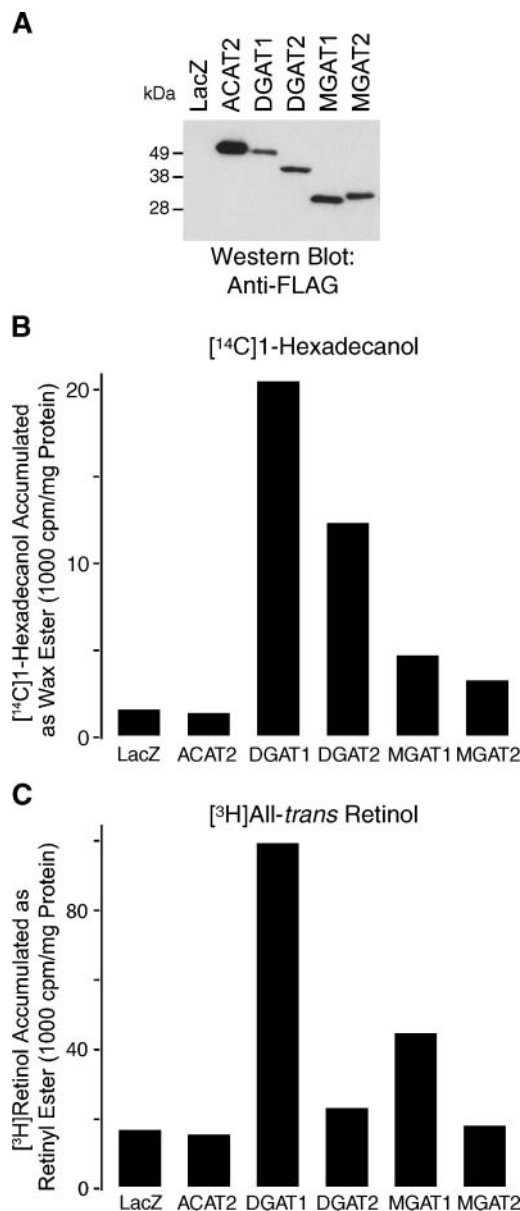 A
kDa
LacZ
ACAT2
DGAT1
DGAT2
MGAT1
MGAT2
49
38
28
Western Blot:
Anti-FLAG
B
[¹⁴C]1-Hexadecanol
[¹⁴C]1-Hexadecanol Accumulated
as Wax Ester (1000 cpm/mg Protein)
20
10
0
LacZ ACAT2 DGAT1 DGAT2 MGAT1 MGAT2
C
[³H]All-trans Retinol
[³H]Retinol Accumulated as
Retinyl Ester (1000 cpm/mg Protein)
80
40
0
LacZ ACAT2 DGAT1 DGAT2 MGAT1 MGAT2